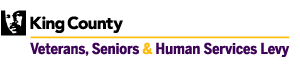 King County
Veterans, Seniors & Human Services Levy